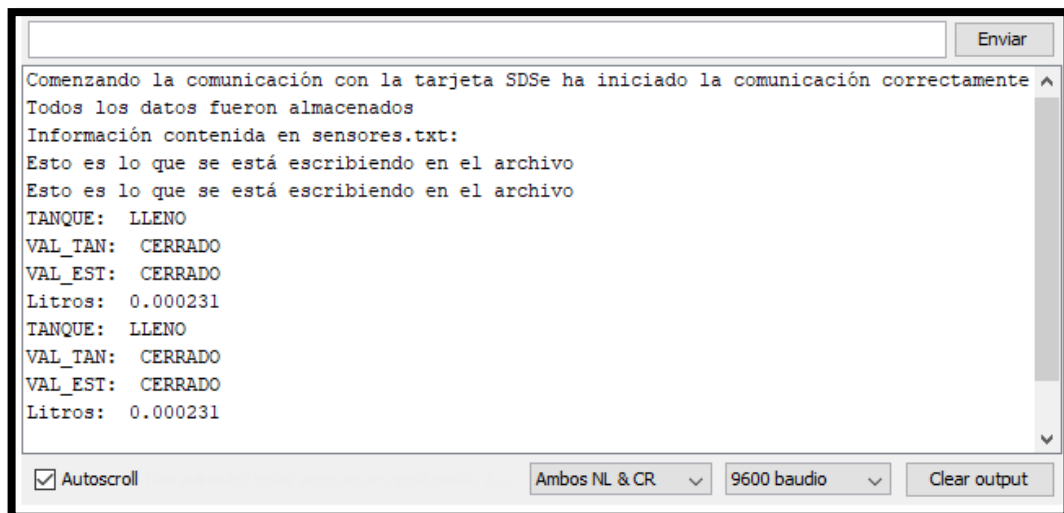 Enviar
Comenzando la comunicación con la tarjeta SDSe ha iniciado la comunicación correctamente
Todos los datos fueron almacenados
Información contenida en sensores.txt:
Esto es lo que se está escribiendo en el archivo
Esto es lo que se está escribiendo en el archivo
TANQUE:  LLENO
VAL_TAN:  CERRADO
VAL_EST:  CERRADO
Litros:  0.000231
TANQUE:  LLENO
VAL_TAN:  CERRADO
VAL_EST:  CERRADO
Litros:  0.000231
Autoscroll Ambos NL & CR 9600 baudio Clear output